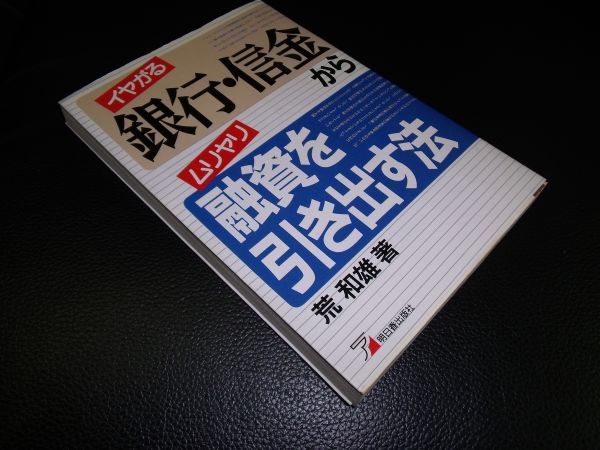 イヤがる
銀行・信金から
ムリヤリ
融資を
引き出す法
荒 和雄 著
明日香出版社